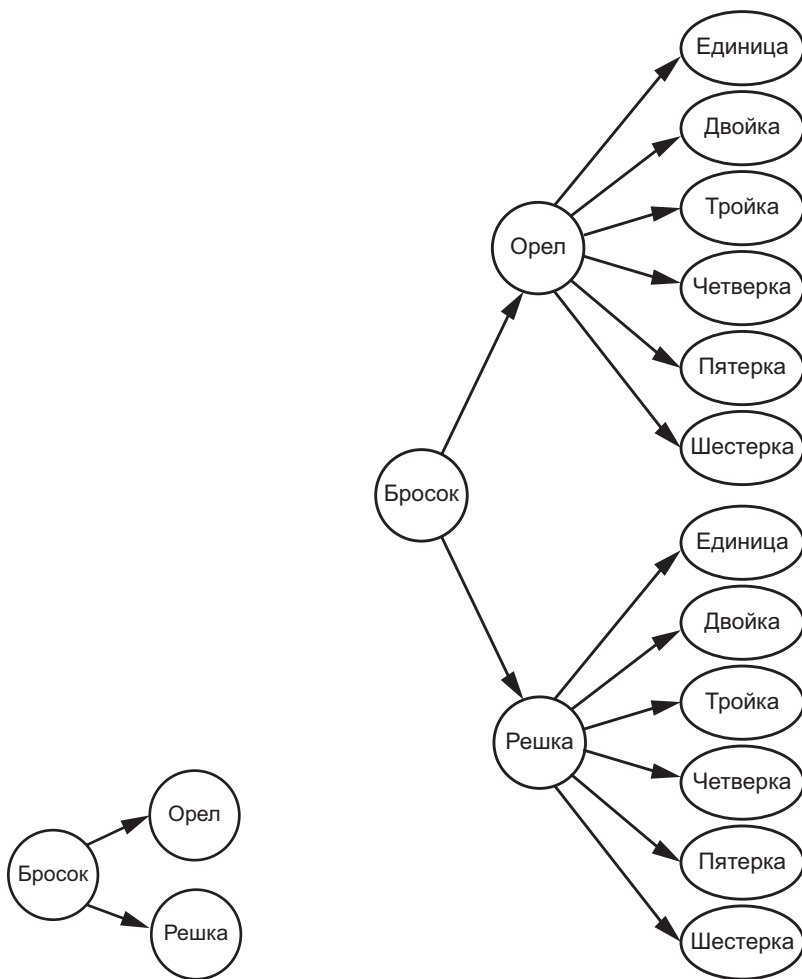 Единица
Двойка
Тройка
Орел
Четверка
Пятерка
Шестерка
Бросок
Единица
Двойка
Тройка
Решка
Четверка
Пятерка
Шестерка
Орел
Бросок
Решка